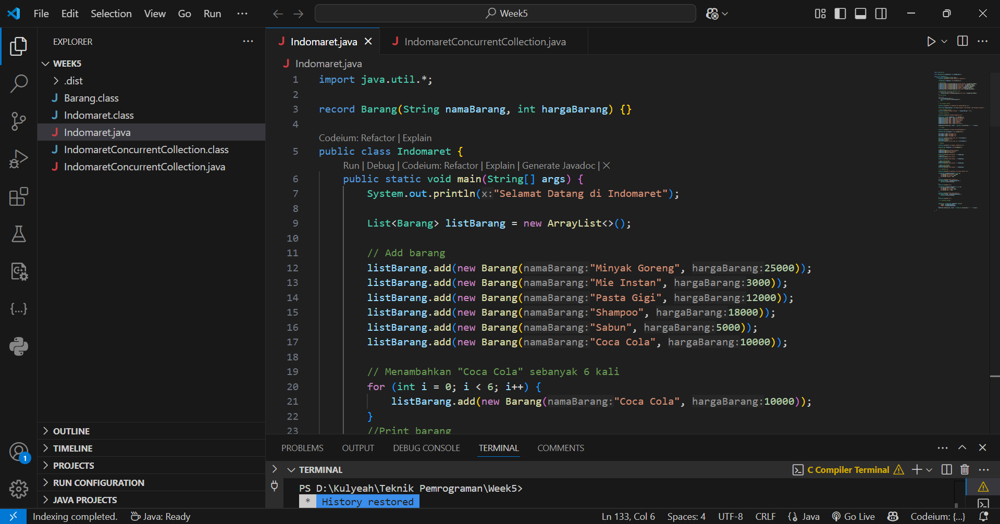 File Edit Selection View Go Run ···
Week5
EXPLORER
WEEK5
.dist
Barang.class
Indomaret.class
Indomaret.java
IndomaretConcurrentCollection.class
IndomaretConcurrentCollection.java
OUTLINE
TIMELINE
PROJECTS
RUN CONFIGURATION
JAVA PROJECTS
1
Indomaret.java IndomaretConcurrentCollection.java
Indomaret.java
1 import java.util.*;
2
3 record Barang(String namaBarang, int hargaBarang) {}
4
Codeium: Refactor | Explain
5 public class Indomaret {
Run | Debug | Codeium: Refactor | Explain | Generate Javadoc | X
6 public static void main(String[] args) {
7 System.out.println(x:"Selamat Datang di Indomaret");
8
9 List<Barang> listBarang = new ArrayList<>();
10
11 // Add barang
12 listBarang.add(new Barang(namaBarang:"Minyak Goreng", hargaBarang:25000));
13 listBarang.add(new Barang(namaBarang:"Mie Instan", hargaBarang:3000));
14 listBarang.add(new Barang(namaBarang:"Pasta Gigi", hargaBarang:12000));
15 listBarang.add(new Barang(namaBarang:"Shampoo", hargaBarang:18000));
16 listBarang.add(new Barang(namaBarang:"Sabun", hargaBarang:5000));
17 listBarang.add(new Barang(namaBarang:"Coca Cola", hargaBarang:10000));
18
19 // Menambahkan "Coca Cola" sebanyak 6 kali
20 for (int i = 0; i < 6; i++) {
21 listBarang.add(new Barang(namaBarang:"Coca Cola", hargaBarang:10000));
22 }
23 //Print barang
PROBLEMS OUTPUT DEBUG CONSOLE TERMINAL COMMENTS
TERMINAL
C Compiler Terminal
PS D:\Kulyeah\Teknik Pemrograman\Week5>
* History restored
Indexing completed. Java: Ready Ln 133, Col 6 Spaces: 4 UTF-8 CRLF Java Go Live Codeium: {...}